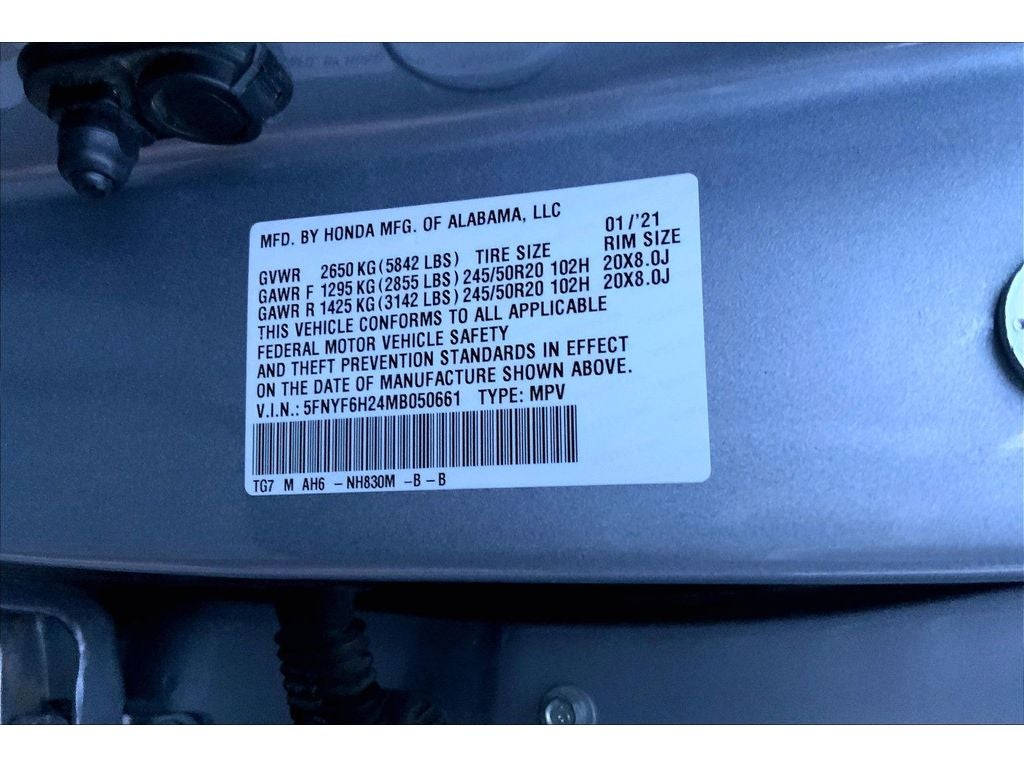 MFD. BY HONDA MFG. OF ALABAMA, LLC 01/'21
GVWR 2650 KG (5842 LBS) TIRE SIZE RIM SIZE
GAWR F 1295 KG (2855 LBS) 245/50R20 102H 20X8.0J
GAWR R 1425 KG (3142 LBS) 245/50R20 102H 20X8.0J
THIS VEHICLE CONFORMS TO ALL APPLICABLE
FEDERAL MOTOR VEHICLE SAFETY
AND THEFT PREVENTION STANDARDS IN EFFECT
ON THE DATE OF MANUFACTURE SHOWN ABOVE.
V.I.N.: 5FNYF6H24MB050661 TYPE: MPV
TG7 M AH6 - NH830M -B -B